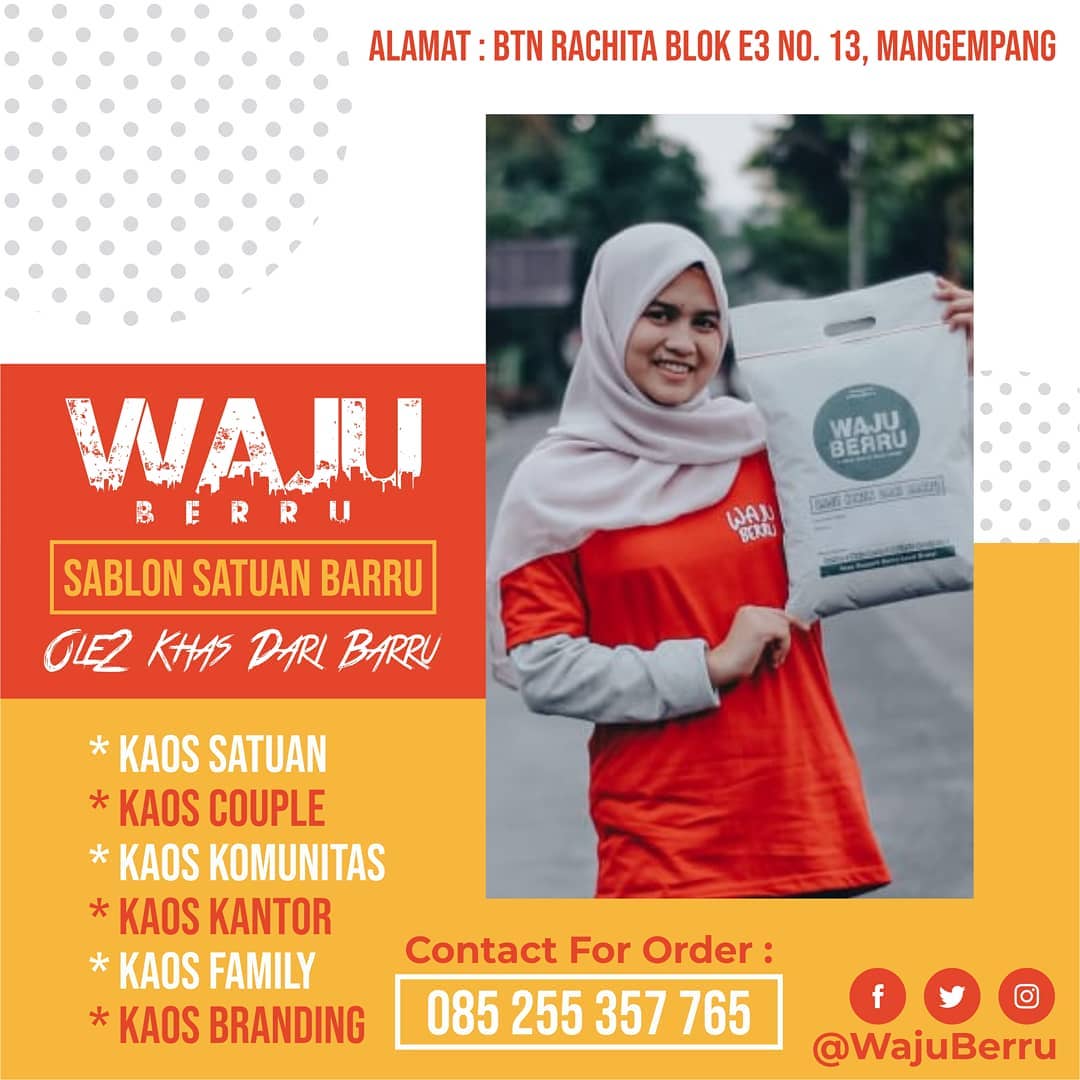 ALAMAT : BTN RACHITA BLOK E3 NO. 13, MANGEMPANG
WAJU
BERRU
SABLON SATUAN BARRU
OLE2 KHAS DARI BARRU
* KAOS SATUAN
* KAOS COUPLE
* KAOS KOMUNITAS
* KAOS KANTOR
* KAOS FAMILY
* KAOS BRANDING
WAJU
BERRU
WAJU
BERRU
Contact For Order :
085 255 357 765
@WajuBerru